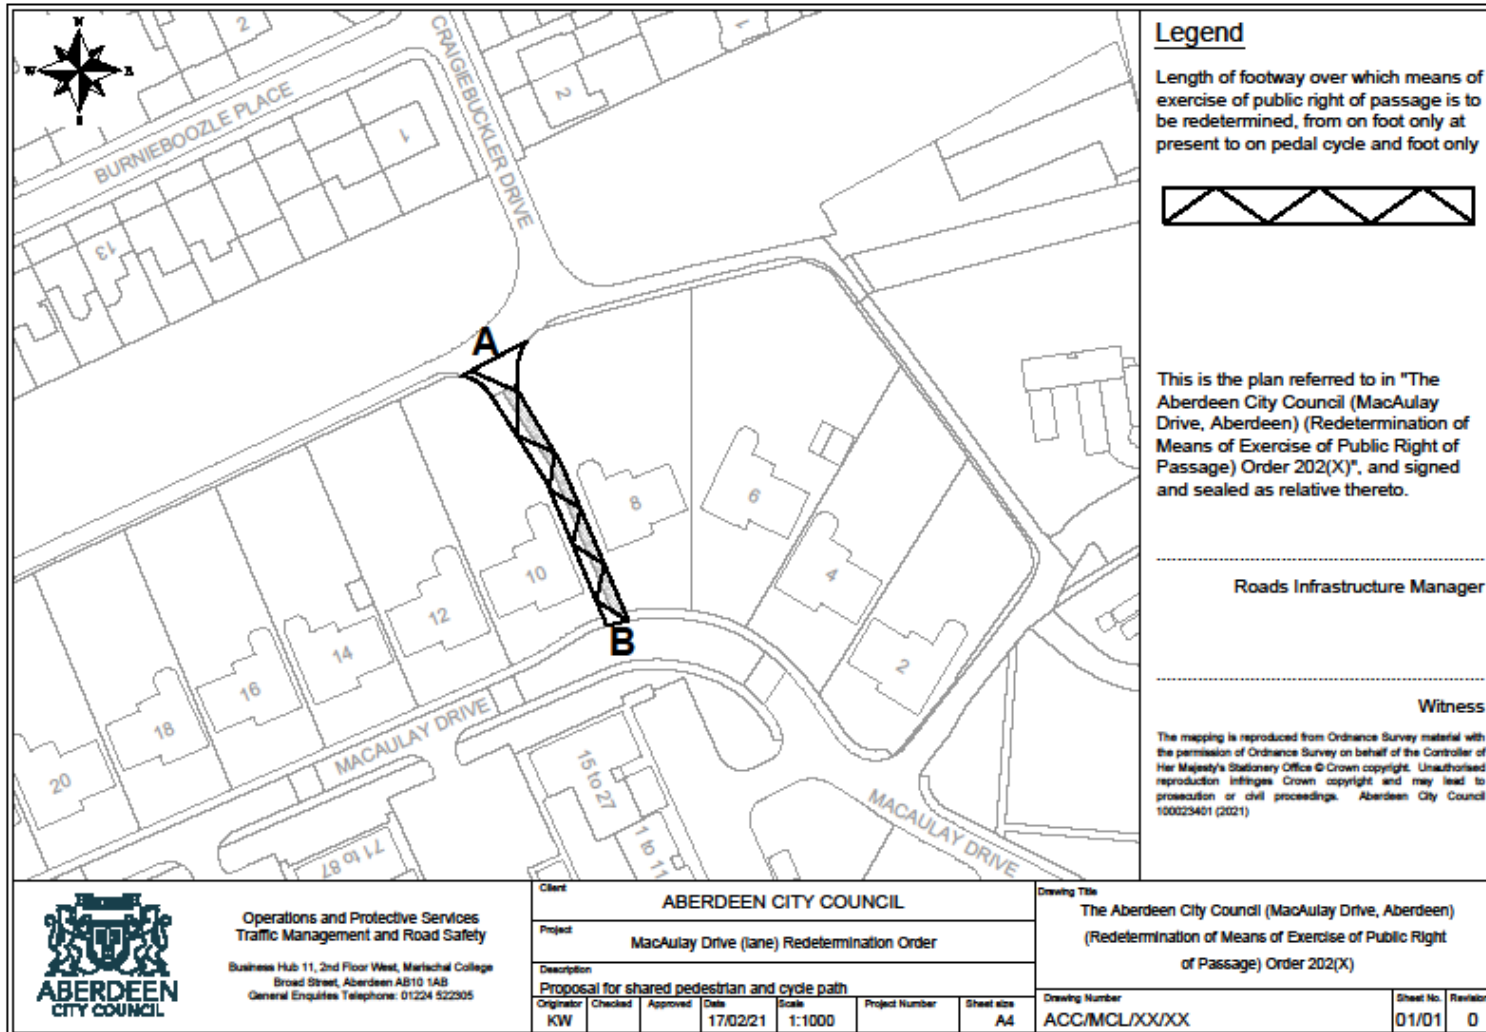 N
W
E
S
2
BURNIEBOOZLE PLACE
CRAIGIEBUCKLER DRIVE
1
2
1
13
A
8
6
10
4
12
14
2
16
18
20
B
MACAULAY DRIVE
15 to 27
1 to 11
71 to 87
MACAULAY DRIVE
Legend
Length of footway over which means of
exercise of public right of passage is to
be redetermined, from on foot only at
present to on pedal cycle and foot only
This is the plan referred to in "The
Aberdeen City Council (MacAulay
Drive, Aberdeen) (Redetermination of
Means of Exercise of Public Right of
Passage) Order 202(X)", and signed
and sealed as relative thereto.
Roads Infrastructure Manager
Witness
The mapping is reproduced from Ordnance Survey material with
the permission of Ordnance Survey on behalf of the Controller of
Her Majesty's Stationery Office © Crown copyright. Unauthorised
reproduction infringes Crown copyright and may lead to
prosecution or civil proceedings. Aberdeen City Council
100023401 (2021)
ABERDEEN
CITY COUNCIL
Operations and Protective Services
Traffic Management and Road Safety
Business Hub 11, 2nd Floor West, Marischal College
Broad Street, Aberdeen AB10 1AB
General Enquiries Telephone: 01224 522305
Client
ABERDEEN CITY COUNCIL
Project
MacAulay Drive (lane) Redetermination Order
Description
Proposal for shared pedestrian and cycle path
Originator Checked Approved Date Scale Project Number Sheet size
KW 17/02/21 1:1000 A4
Drawing Title
The Aberdeen City Council (MacAulay Drive, Aberdeen)
(Redetermination of Means of Exercise of Public Right
of Passage) Order 202(X)
Drawing Number Sheet No. Revision
ACC/MCL/XX/XX 01/01 0